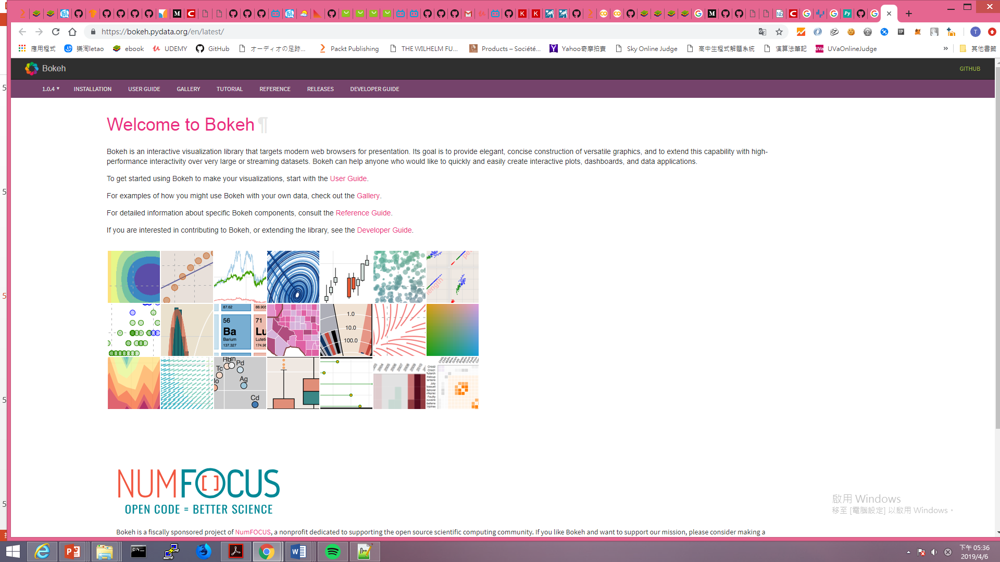 https://bokeh.pydata.org/en/latest/
應用程式
樂淘letao
ebook
UDEMY
GitHub
オーディオの足跡...
Packt Publishing
THE WILHELM FU...
Products – Société...
Yahoo奇摩拍賣
Sky Online Judge
高中生程式解題系統
演算法筆記
UVaOnlineJudge
»
其他書籤
Bokeh
GITHUB
1.0.4 ▾
INSTALLATION
USER GUIDE
GALLERY
TUTORIAL
REFERENCE
RELEASES
DEVELOPER GUIDE
Welcome to Bokeh ¶
Bokeh is an interactive visualization library that targets modern web browsers for presentation. Its goal is to provide elegant, concise construction of versatile graphics, and to extend this capability with high-
performance interactivity over very large or streaming datasets. Bokeh can help anyone who would like to quickly and easily create interactive plots, dashboards, and data applications.
To get started using Bokeh to make your visualizations, start with the User Guide.
For examples of how you might use Bokeh with your own data, check out the Gallery.
For detailed information about specific Bokeh components, consult the Reference Guide.
If you are interested in contributing to Bokeh, or extending the library, see the Developer Guide.
87.62
88.905
56
71
Ba
Lu
Barium
Luteti
137.327
174.96
1.0
10.0
100.0
Pd
Tc
Ag
Cd
2004
2005
2006
2007
2008
2009
2010
Child2
Child1
Joly
Feuilly
NUMFOCUS
OPEN CODE = BETTER SCIENCE
Bokeh is a fiscally sponsored project of NumFOCUS, a nonprofit dedicated to supporting the open source scientific computing community. If you like Bokeh and want to support our mission, please consider making a
啟用 Windows
移至 [電腦設定] 以啟用 Windows。
下午 05:36
2019/4/6